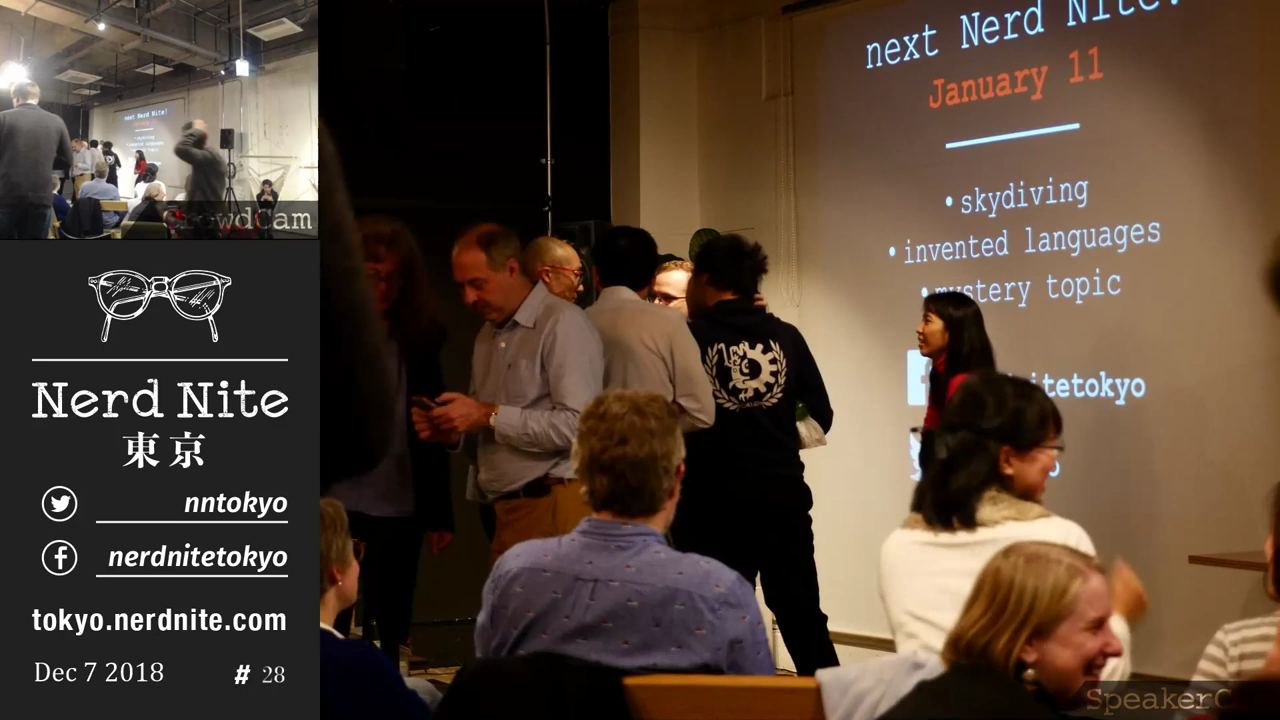 CrowdCam
Nerd Nite
東京
nntokyo
nerdnitetokyo
tokyo.nerdnite.com
Dec 7 2018 # 28
next Nerd Nite!
January 11
• skydiving
• invented languages
• mystery topic
itetokyo